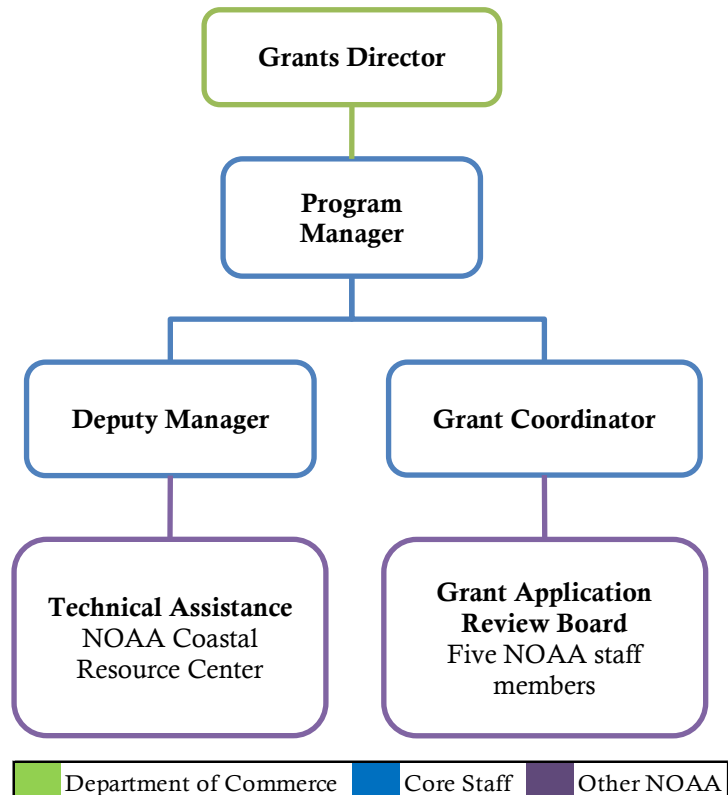 Grants Director
Program
Manager
Deputy Manager
Grant Coordinator
Technical Assistance
NOAA Coastal
Resource Center
Grant Application
Review Board
Five NOAA staff
members
Department of Commerce
Core Staff
Other NOAA